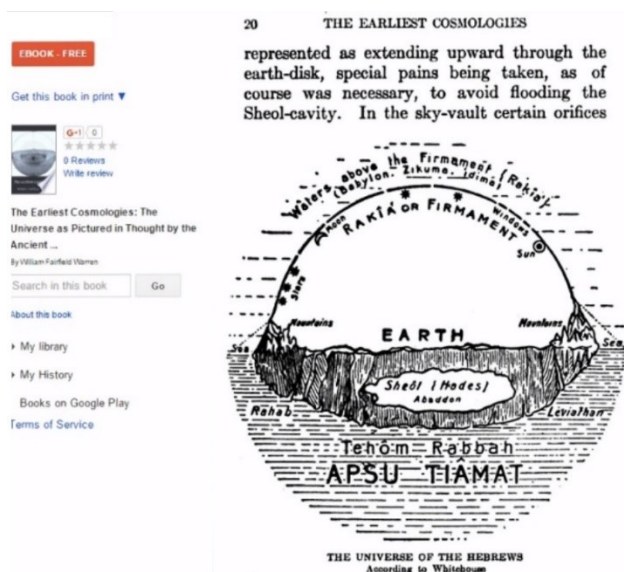 EBOOK - FREE
Get this book in print ▼
G+1 0
0 Reviews
Write review
The Earliest Cosmologies: The
Universe as Pictured in Thought by the
Ancient ...
By William Fairfield Warren
Search in this book Go
About this book
My library
My History
Books on Google Play
Terms of Service
20 THE EARLIEST COSMOLOGIES
represented as extending upward through the
earth-disk, special pains being taken, as of
course was necessary, to avoid flooding the
Sheol-cavity. In the sky-vault certain orifices
Waters above the Firmament (Rakia')
(Babylon. Zikuma, Idima)
RAKIA' OR FIRMAMENT
Moon
Windows
Sun
Stars
Mountains
EARTH
Mountains
Sea
Sea
Sheōl (Hades)
Abaddon
Rahab
Leviathan
Tehôm Rabbah
APSU TIÂMAT
THE UNIVERSE OF THE HEBREWS
According to Whitehouse